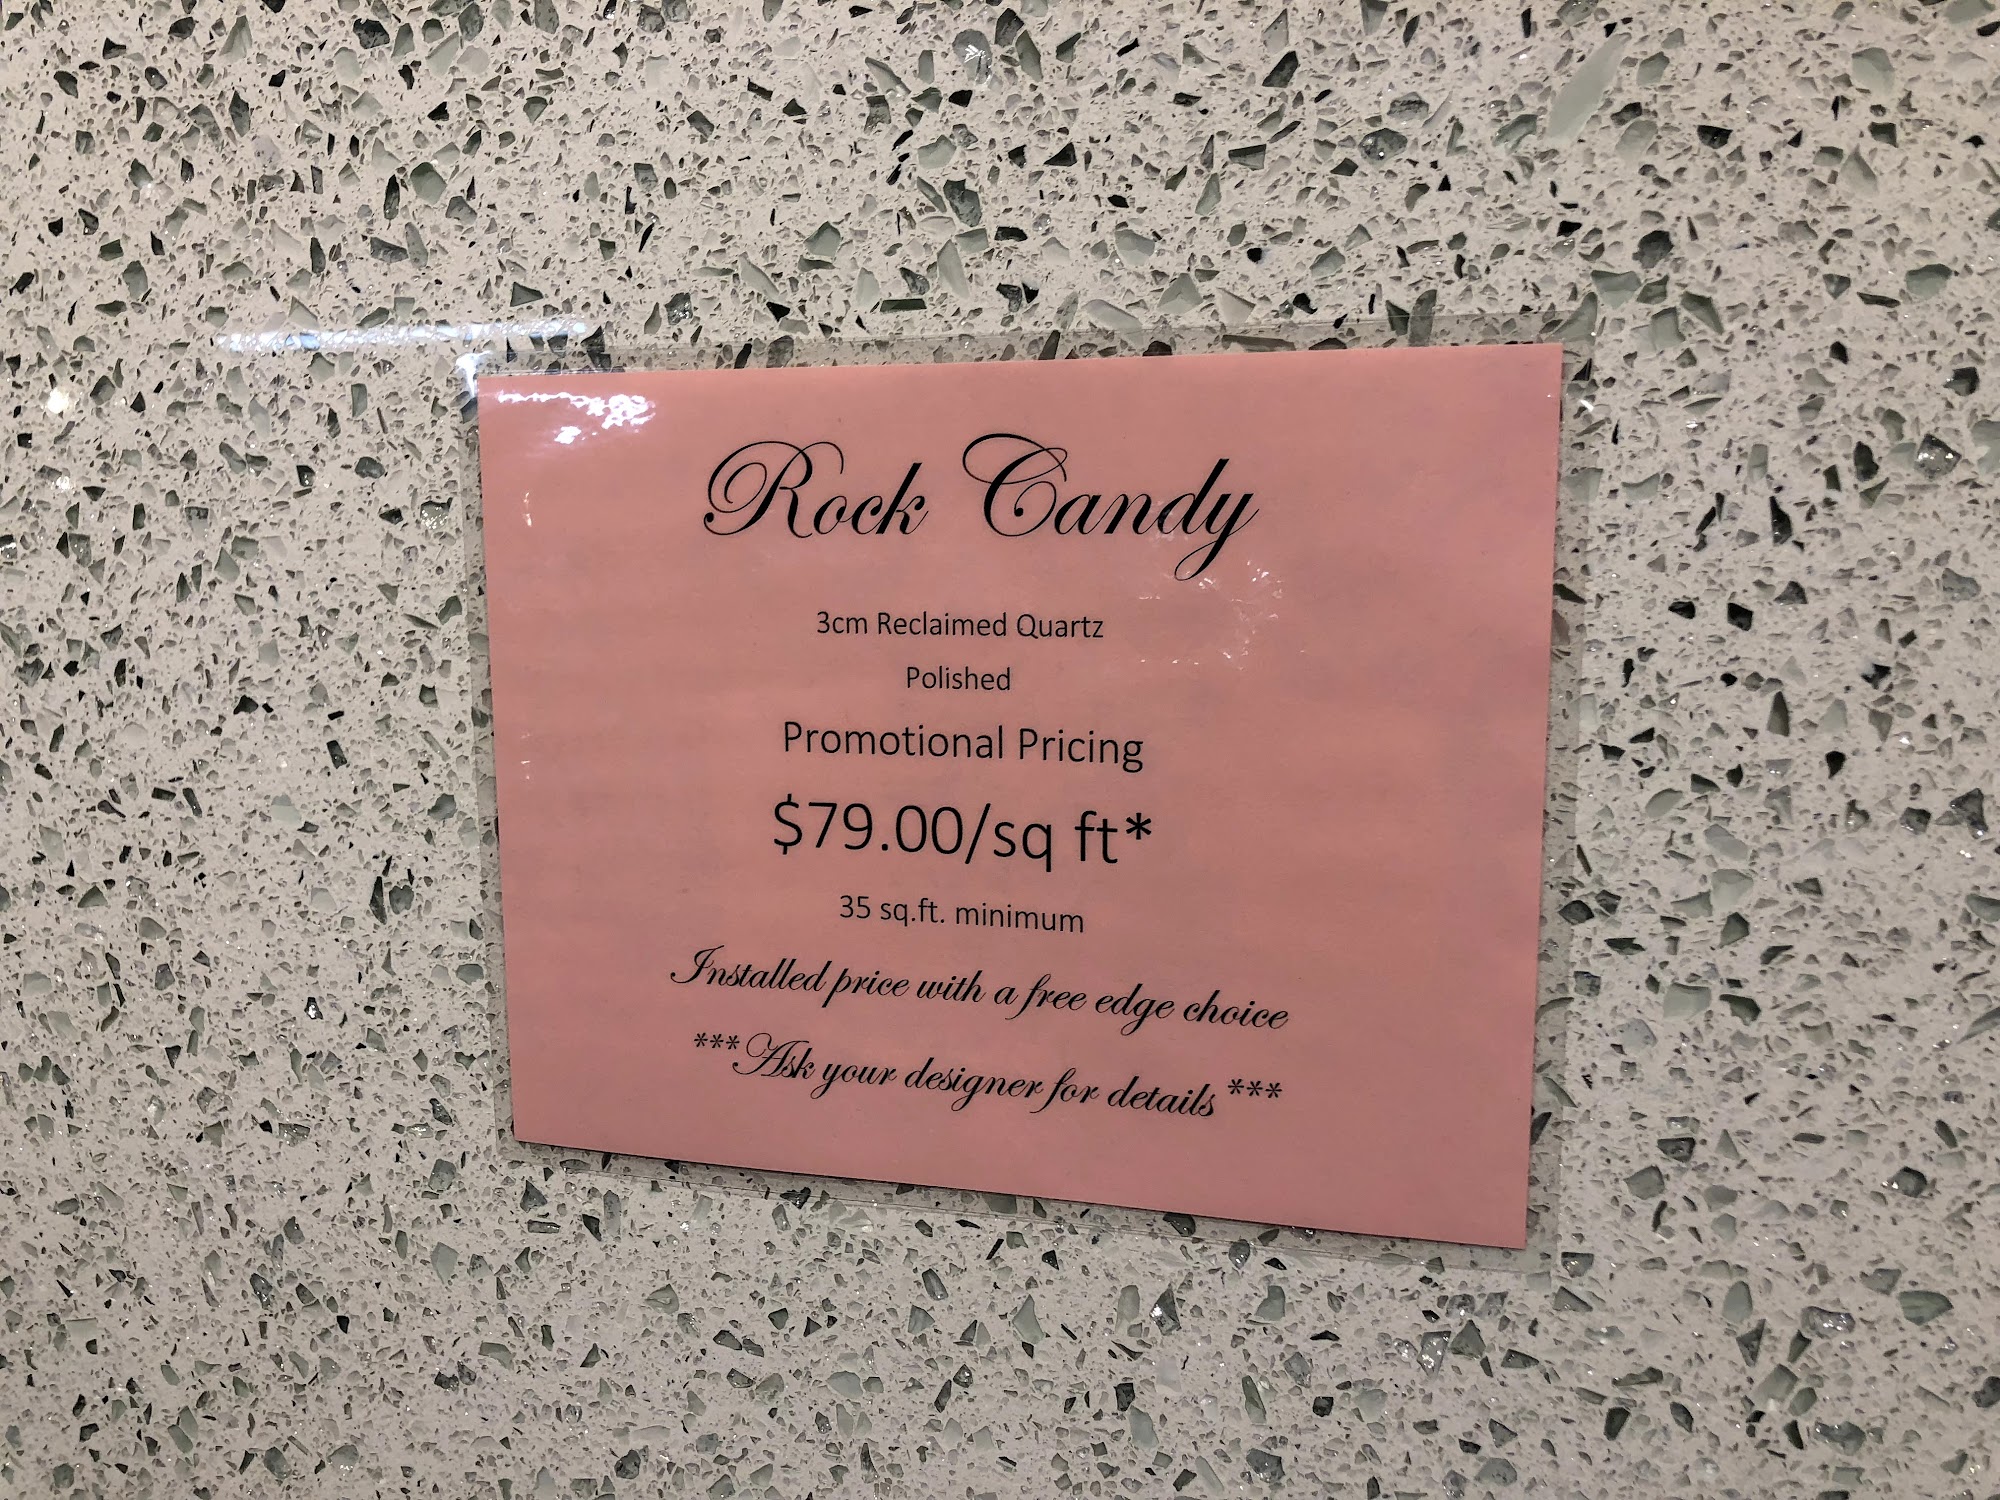 Rock Candy
3cm Reclaimed Quartz
Polished
Promotional Pricing
$79.00/sq ft*
35 sq.ft. minimum
Installed price with a free edge choice
***Ask your designer for details ***